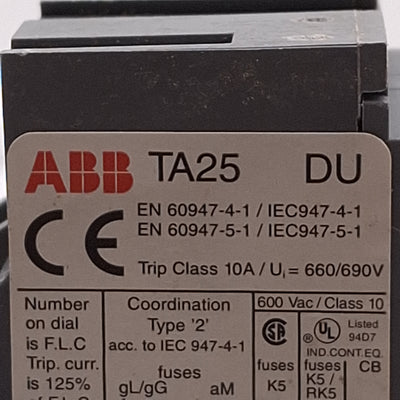 ABB TA25 DU
CE EN 60947-4-1 / IEC947-4-1
EN 60947-5-1 / IEC947-5-1
Trip Class 10A / Ui = 660/690V
Number on dial is F.L.C Trip. curr. is 125%
Coordination Type '2' acc. to IEC 947-4-1
fuses
gL/gG aM
600 Vac / Class 10
SA fuses K5
® UL Listed 94D7
IND.CONT.EQ.
fuses K5 / RK5
CB